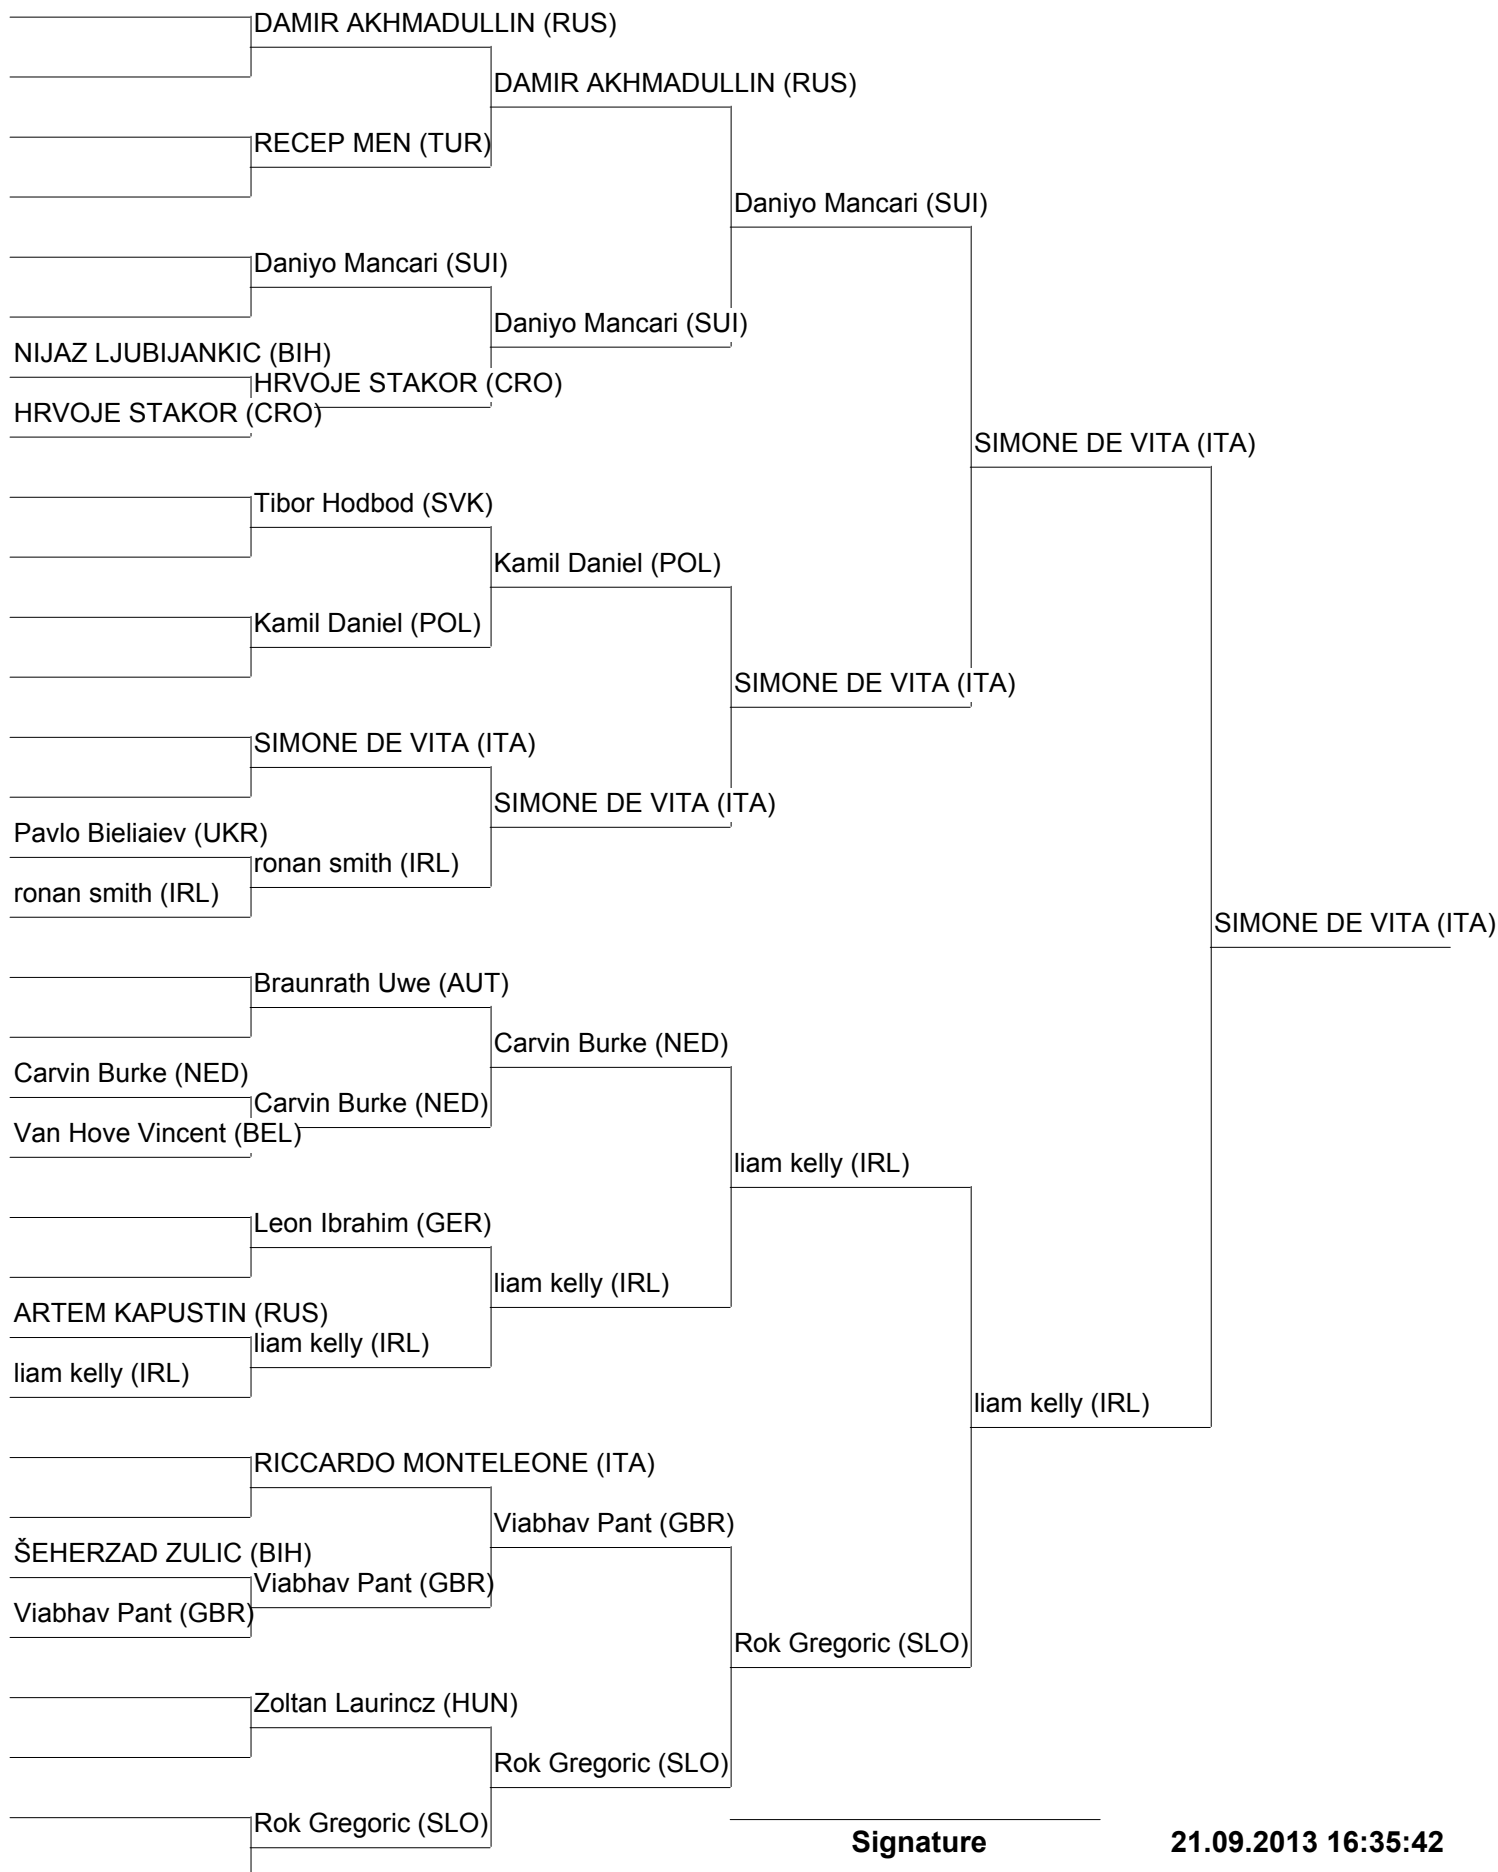 DAMIR AKHMADULLIN (RUS)
DAMIR AKHMADULLIN (RUS)
RECEP MEN (TUR)
Daniyo Mancari (SUI)
Daniyo Mancari (SUI)
Daniyo Mancari (SUI)
NIJAZ LJUBIJANKIC (BIH)
HRVOJE STAKOR (CRO)
HRVOJE STAKOR (CRO)
SIMONE DE VITA (ITA)
Tibor Hodbod (SVK)
Kamil Daniel (POL)
Kamil Daniel (POL)
SIMONE DE VITA (ITA)
SIMONE DE VITA (ITA)
SIMONE DE VITA (ITA)
Pavlo Bieliaiev (UKR)
ronan smith (IRL)
ronan smith (IRL)
SIMONE DE VITA (ITA)
Braunrath Uwe (AUT)
Carvin Burke (NED)
Carvin Burke (NED)
Carvin Burke (NED)
Van Hove Vincent (BEL)
liam kelly (IRL)
Leon Ibrahim (GER)
liam kelly (IRL)
ARTEM KAPUSTIN (RUS)
liam kelly (IRL)
liam kelly (IRL)
liam kelly (IRL)
RICCARDO MONTELEONE (ITA)
Viabhav Pant (GBR)
ŠEHERZAD ZULIC (BIH)
Viabhav Pant (GBR)
Viabhav Pant (GBR)
Rok Gregoric (SLO)
Zoltan Laurincz (HUN)
Rok Gregoric (SLO)
Rok Gregoric (SLO)
Signature 21.09.2013 16:35:42